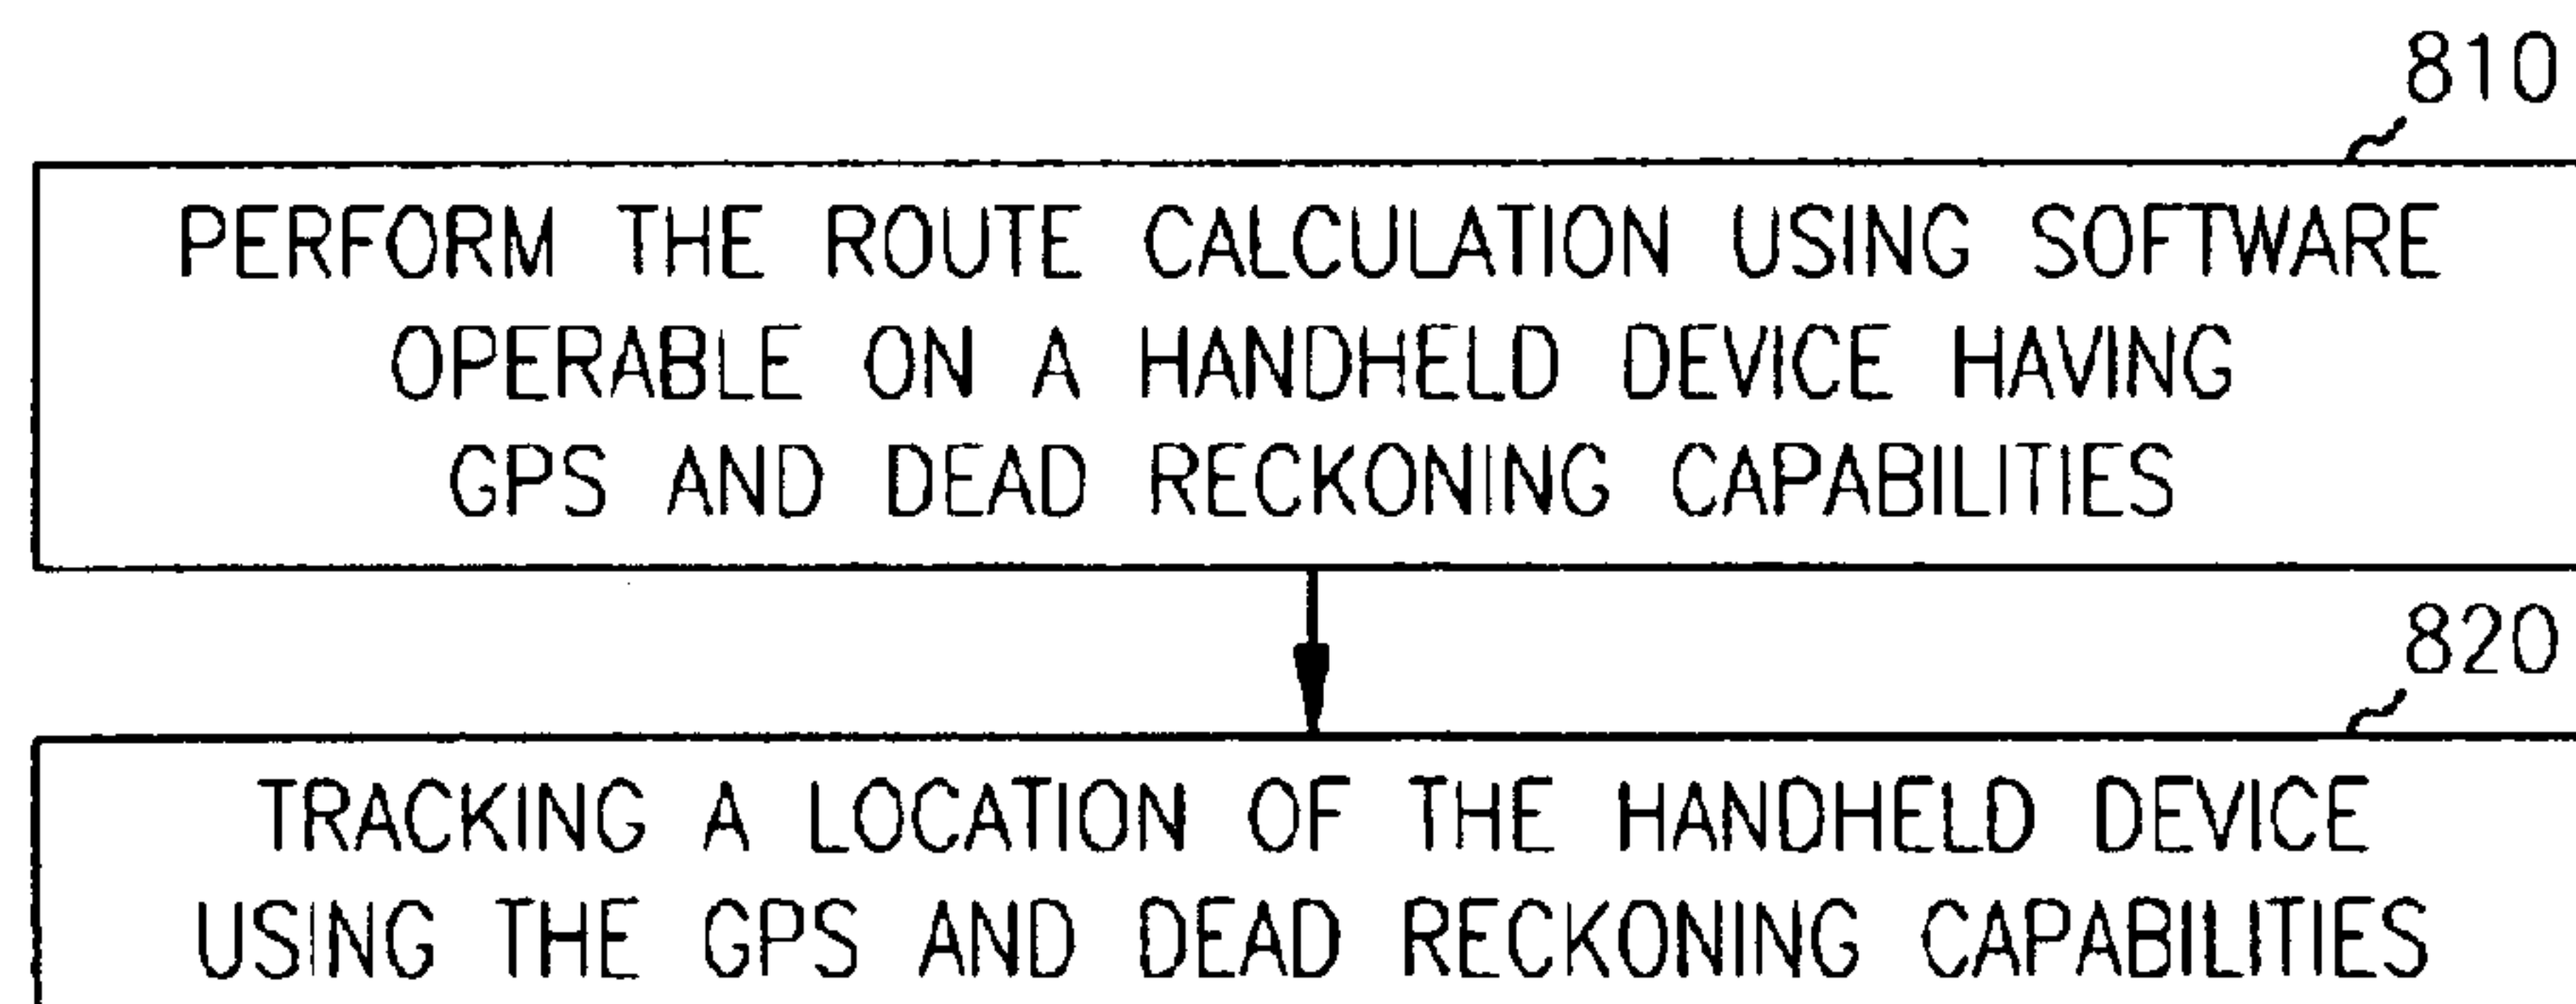 810
PERFORM THE ROUTE CALCULATION USING SOFTWARE
OPERABLE ON A HANDHELD DEVICE HAVING
GPS AND DEAD RECKONING CAPABILITIES
820
TRACKING A LOCATION OF THE HANDHELD DEVICE
USING THE GPS AND DEAD RECKONING CAPABILITIES